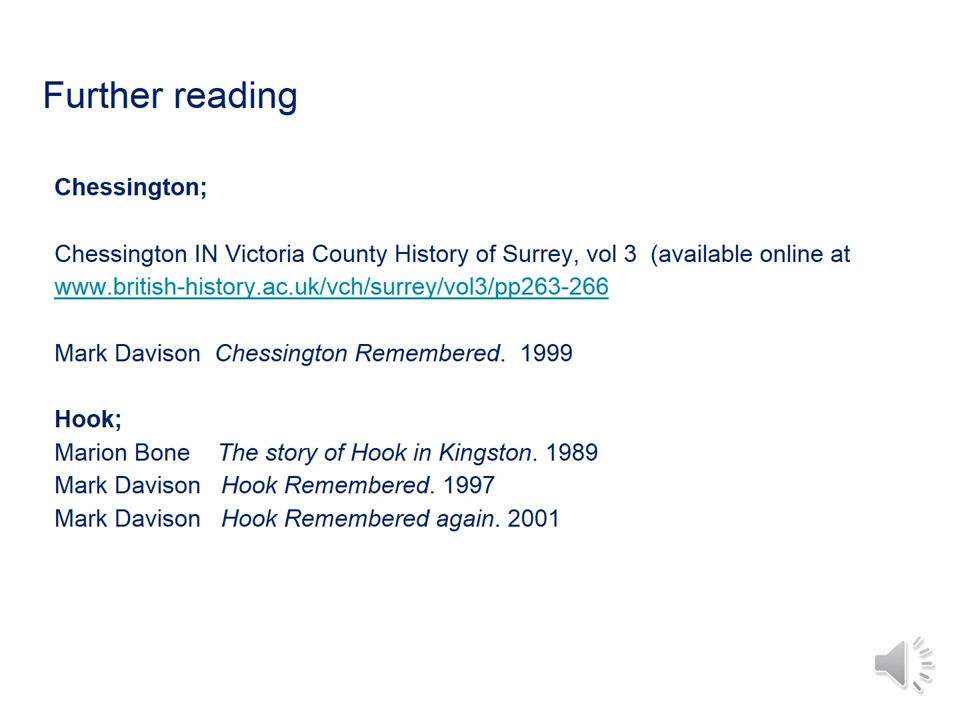 Further reading
Chessington;
Chessington IN Victoria County History of Surrey, vol 3  (available online at
www.british-history.ac.uk/vch/surrey/vol3/pp263-266
Mark Davison  Chessington Remembered.  1999
Hook;
Marion Bone    The story of Hook in Kingston. 1989
Mark Davison   Hook Remembered. 1997
Mark Davison   Hook Remembered again. 2001